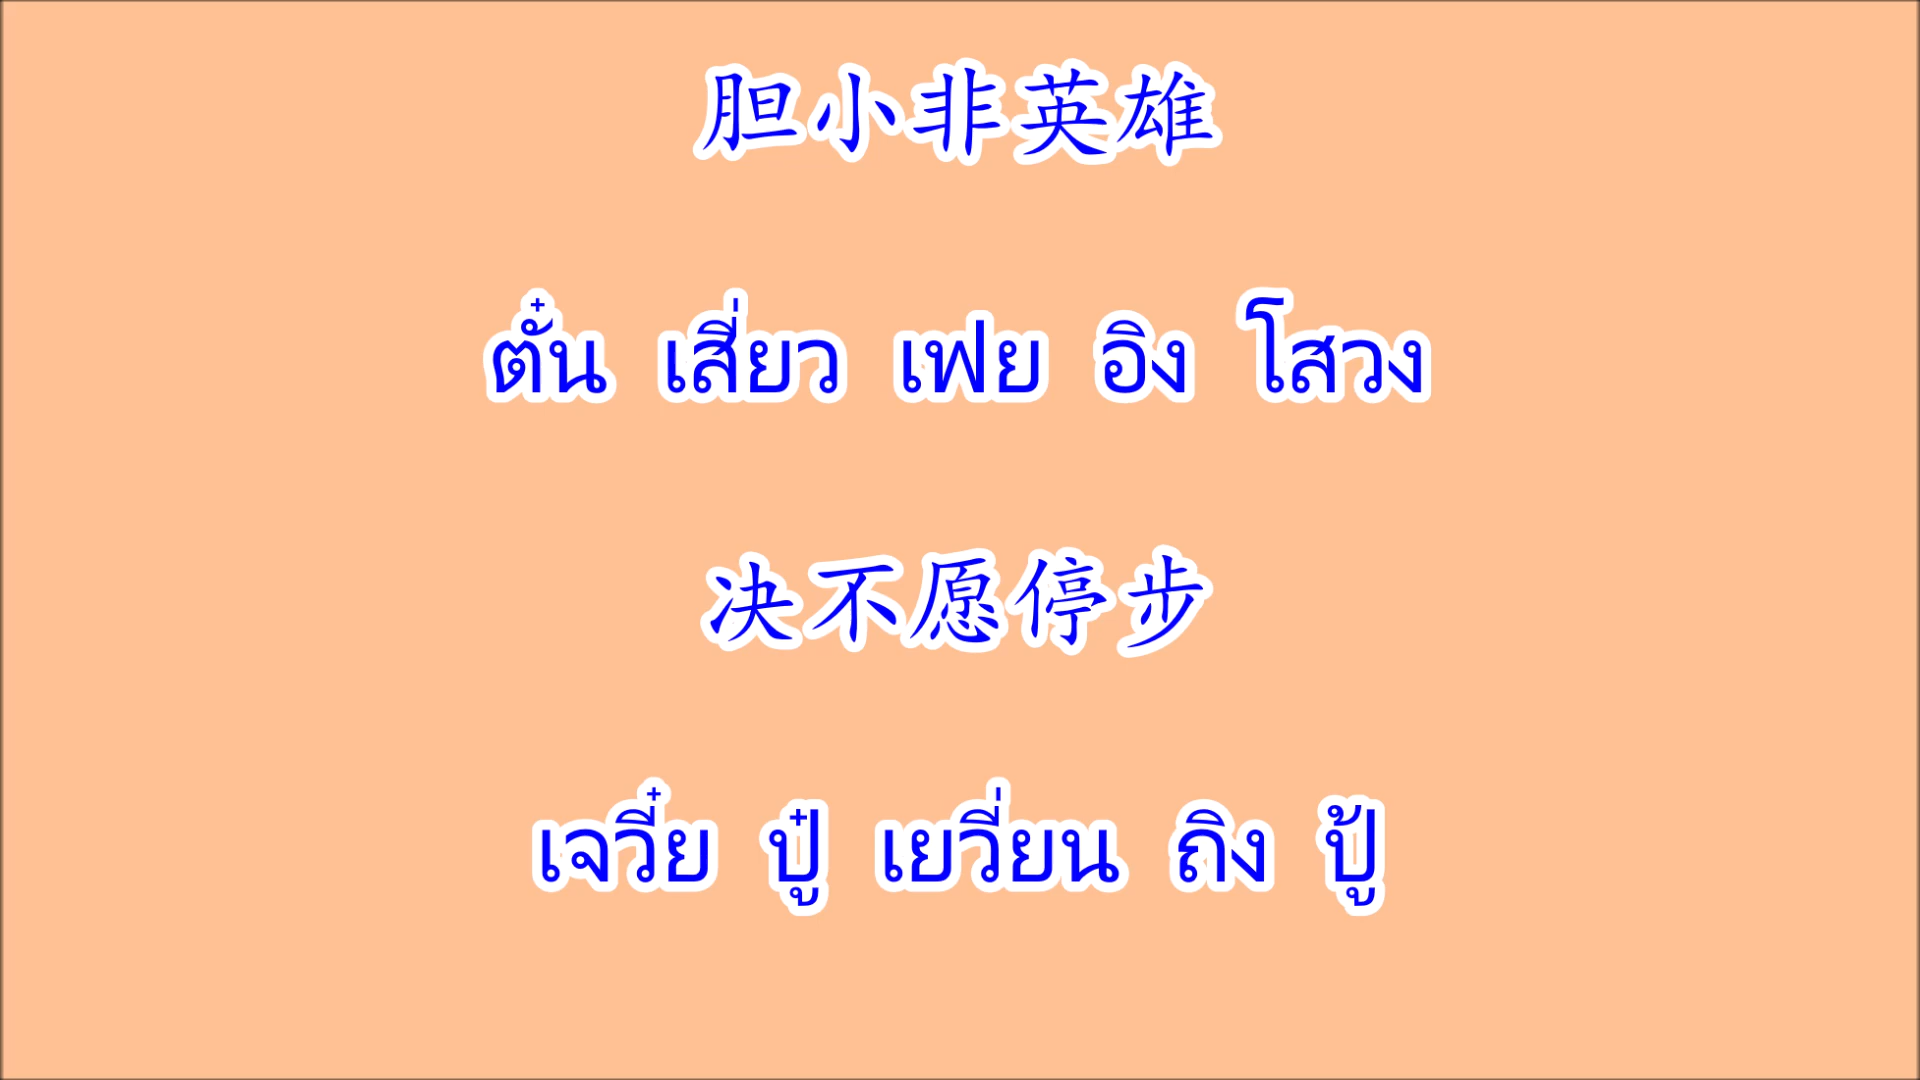 胆小非英雄
ตั๋น เสี่ยว เฟย อิง โสวง
决不愿停步
เจวี๋ย ปู๋ เยวี่ยน ถิง ปู้